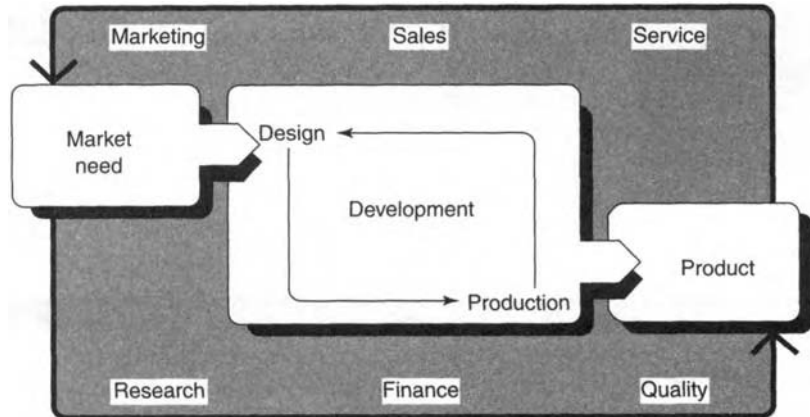 Marketing
Sales
Service
Market
need
Design
Development
Production
Product
Research
Finance
Quality